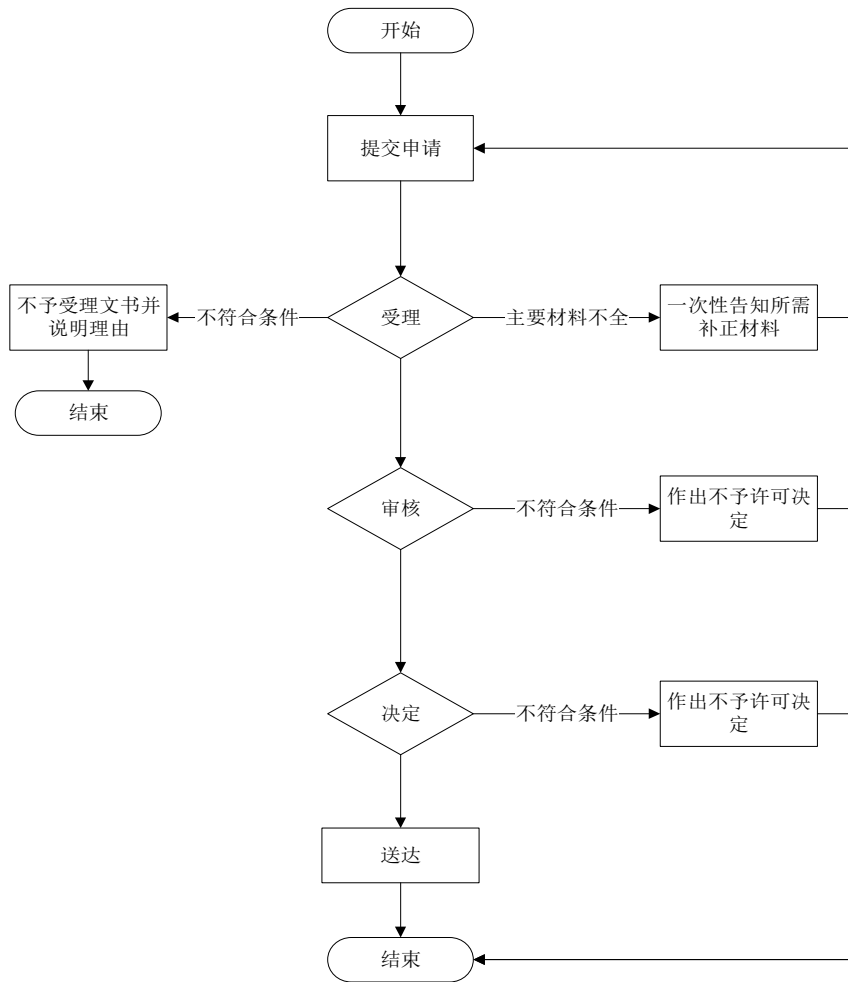 开始
提交申请
不予受理文书并
说明理由
不符合条件
受理
主要材料不全
一次性告知所需
补正材料
结束
审核
不符合条件
作出不予许可决
定
决定
不符合条件
作出不予许可决
定
送达
结束